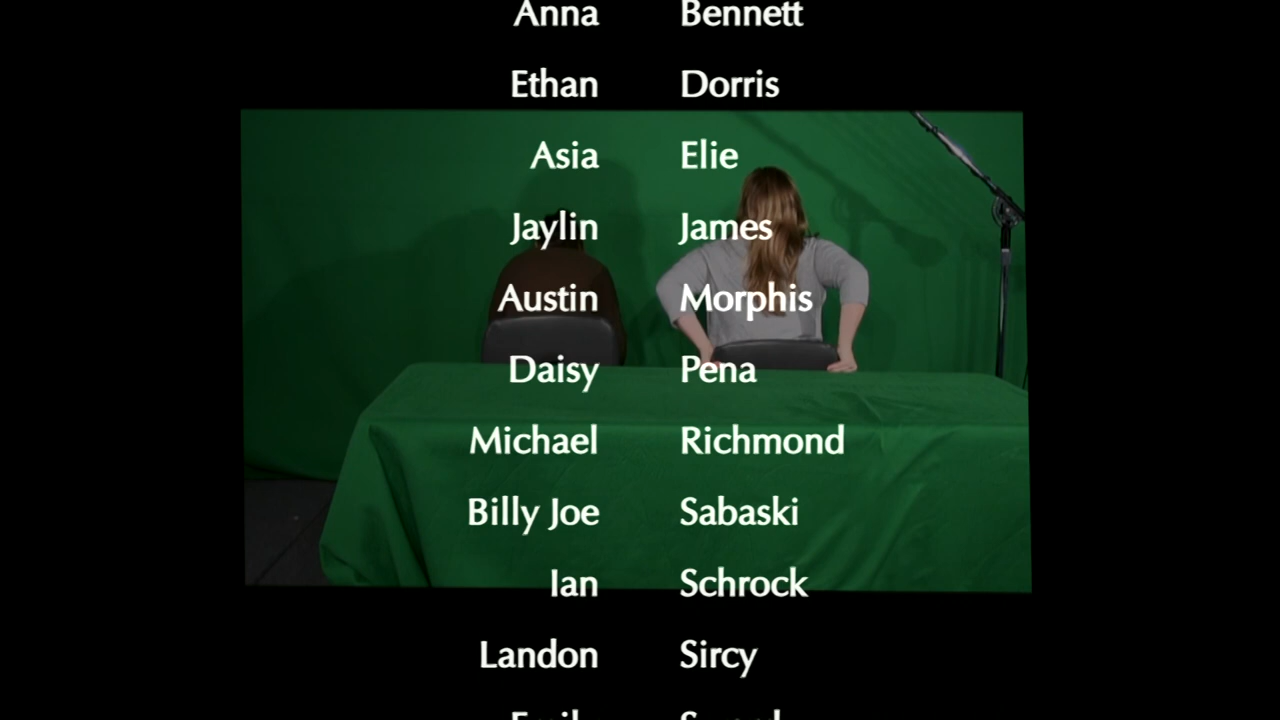 Anna Bennett
Ethan Dorris
Asia Elie
Jaylin James
Austin Morphis
Daisy Pena
Michael Richmond
Billy Joe Sabaski
Ian Schrock
Landon Sircy